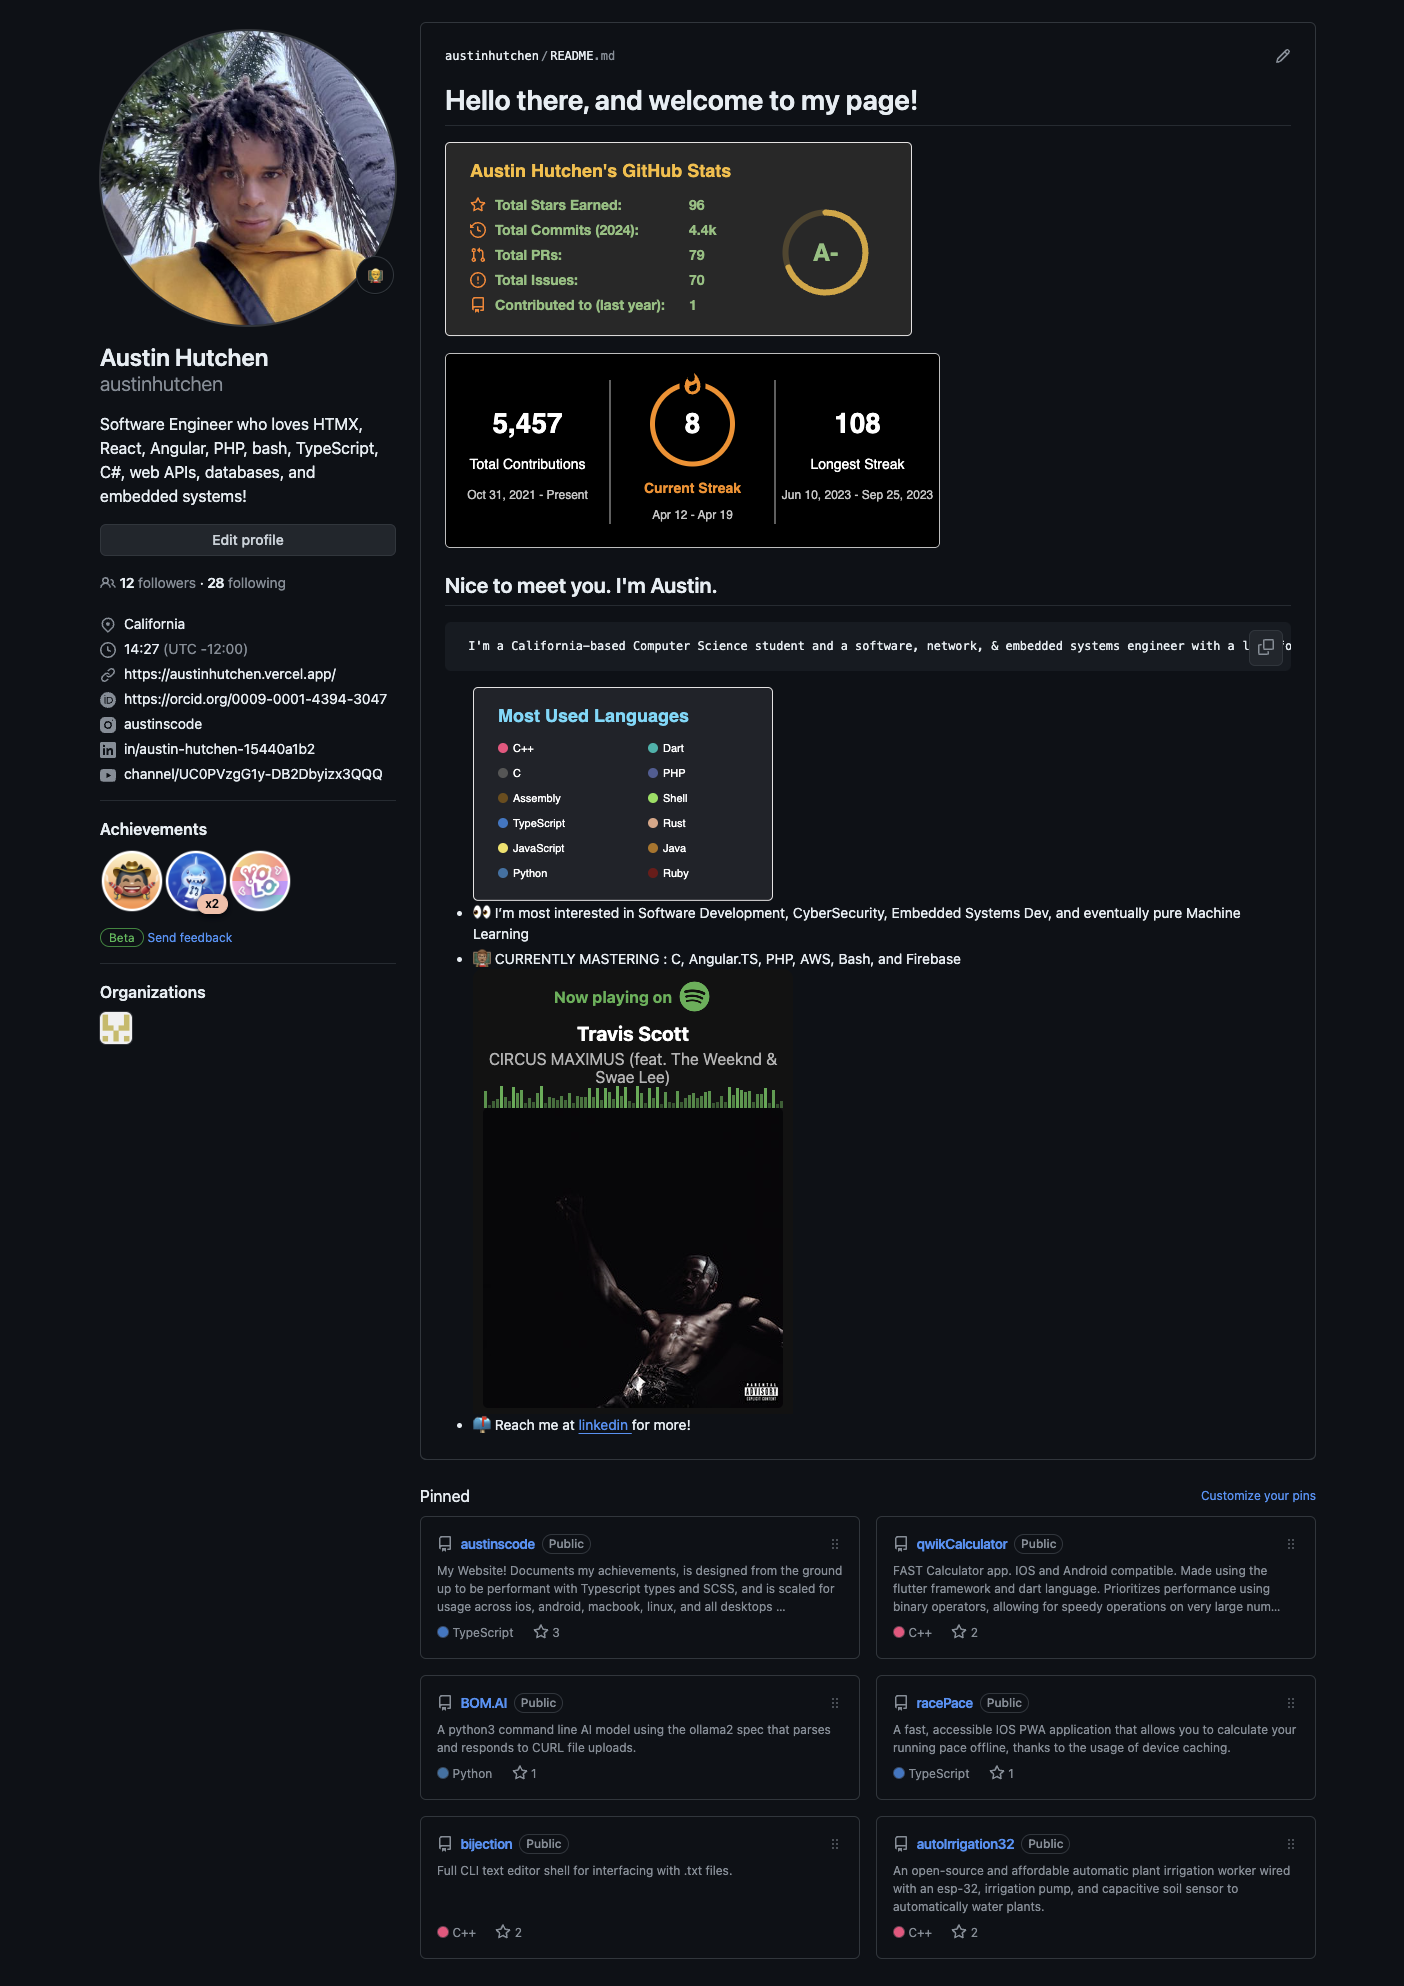 Austin Hutchen
austinhutchen
Software Engineer who loves HTMX,
React, Angular, PHP, bash, TypeScript,
C#, web APIs, databases, and
embedded systems!
Edit profile
12 followers · 28 following
California
14:27 (UTC -12:00)
https://austinhutchen.vercel.app/
https://orcid.org/0009-0001-4394-3047
austinscode
in/austin-hutchen-15440a1b2
channel/UC0PVzgG1y-DB2Dbyizx3QQQ
Achievements
x2
YOLO
Beta Send feedback
Organizations
austinhutchen/README.md
Hello there, and welcome to my page!
Austin Hutchen's GitHub Stats
Total Stars Earned: 96
Total Commits (2024): 4.4k
Total PRs: 79
Total Issues: 70
Contributed to (last year): 1
A-
5,457
Total Contributions
Oct 31, 2021 - Present
8
Current Streak
Apr 12 - Apr 19
108
Longest Streak
Jun 10, 2023 - Sep 25, 2023
Nice to meet you. I'm Austin.
I'm a California-based Computer Science student and a software, network, & embedded systems engineer with a
Most Used Languages
C++
C
Assembly
TypeScript
JavaScript
Python
Dart
PHP
Shell
Rust
Java
Ruby
• 👀 I’m most interested in Software Development, CyberSecurity, Embedded Systems Dev, and eventually pure Machine
Learning
• CURRENTLY MASTERING : C, Angular.TS, PHP, AWS, Bash, and Firebase
Now playing on
Travis Scott
CIRCUS MAXIMUS (feat. The Weeknd &
Swae Lee)
PARENTAL
ADVISORY
EXPLICIT CONTENT
• 📫 Reach me at linkedin for more!
Pinned
Customize your pins
austinscode Public
My Website! Documents my achievements, is designed from the ground
up to be performant with Typescript types and SCSS, and is scaled for
usage across ios, android, macbook, linux, and all desktops ...
TypeScript 3
qwikCalculator Public
FAST Calculator app. IOS and Android compatible. Made using the
flutter framework and dart language. Prioritizes performance using
binary operators, allowing for speedy operations on very large num...
C++ 2
BOM.AI Public
A python3 command line AI model using the ollama2 spec that parses
and responds to CURL file uploads.
Python 1
racePace Public
A fast, accessible IOS PWA application that allows you to calculate your
running pace offline, thanks to the usage of device caching.
TypeScript 1
bijection Public
Full CLI text editor shell for interfacing with .txt files.
C++ 2
autoIrrigation32 Public
An open-source and affordable automatic plant irrigation worker wired
with an esp-32, irrigation pump, and capacitive soil sensor to
automatically water plants.
C++ 2